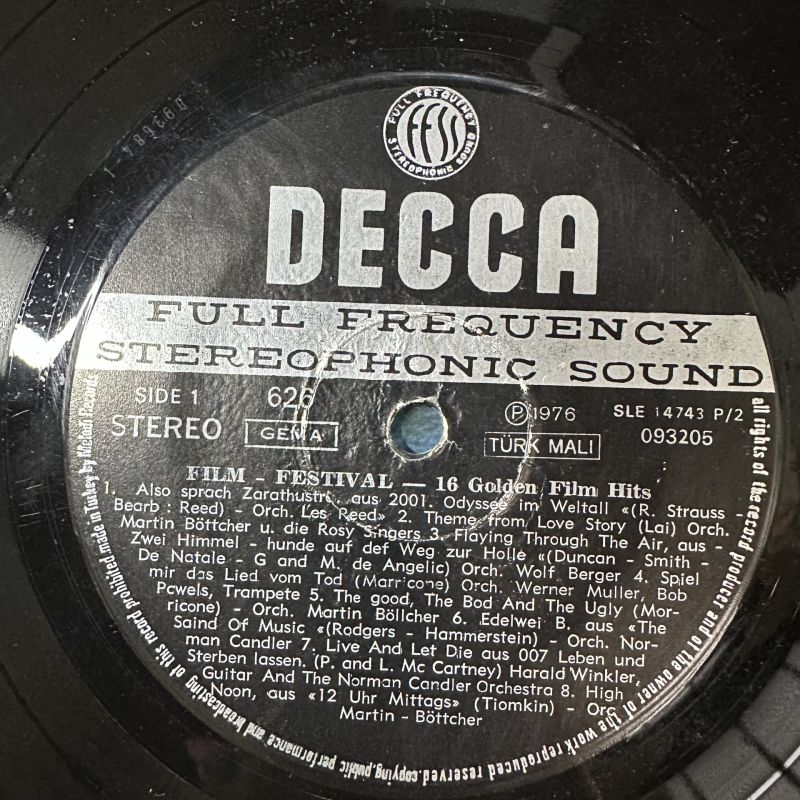 FULL FREQUENCY
FFSS
STEREOPHONIC SOUND
DECCA
FULL FREQUENCY
STEREOPHONIC SOUND
SIDE 1 626 ℗ 1976 SLE 14743 P/2
STEREO GEMA TÜRK MALI 093205
FILM - FESTIVAL — 16 Golden Film Hits
1. Also sprach Zarathustra, aus 2001. Odyssee im Weltall «(R. Strauss -
Bearb : Reed) - Orch. Les Reed» 2. Theme from Love Story (Lai) Orch.
Martin Böttcher u. die Rosy Singers 3. Flaying Through The Air, aus -
Zwei Himmel - hunde auf def Weg zur Holle «(Duncan - Smith -
De Natale - G and M. de Angelic) Orch. Wolf Berger 4. Spiel
mir das Lied vom Tod (Marricone) Orch. Werner Muller, Bob
Pcwels, Trampete 5. The good, The Bod And The Ugly (Mor-
ricone) - Orch. Martin Böllcher 6. Edelwei B. aus «The
Saind Of Music «(Rodgers - Hammerstein) - Orch. Nor-
man Candler 7. Live And Let Die aus 007 Leben und
Sterben lassen. (P. and L. Mc Cartney) Harald Winkler,
Guitar And The Norman Candler Orchestra 8. High
Noon, aus «12 Uhr Mittags» (Tiomkin) - Orc
Martin - Böttcher
all rights of the record producer and of the owner of the work reproduced reserved copying, public performance and broadcasting of this record prohibited made in Turkey by